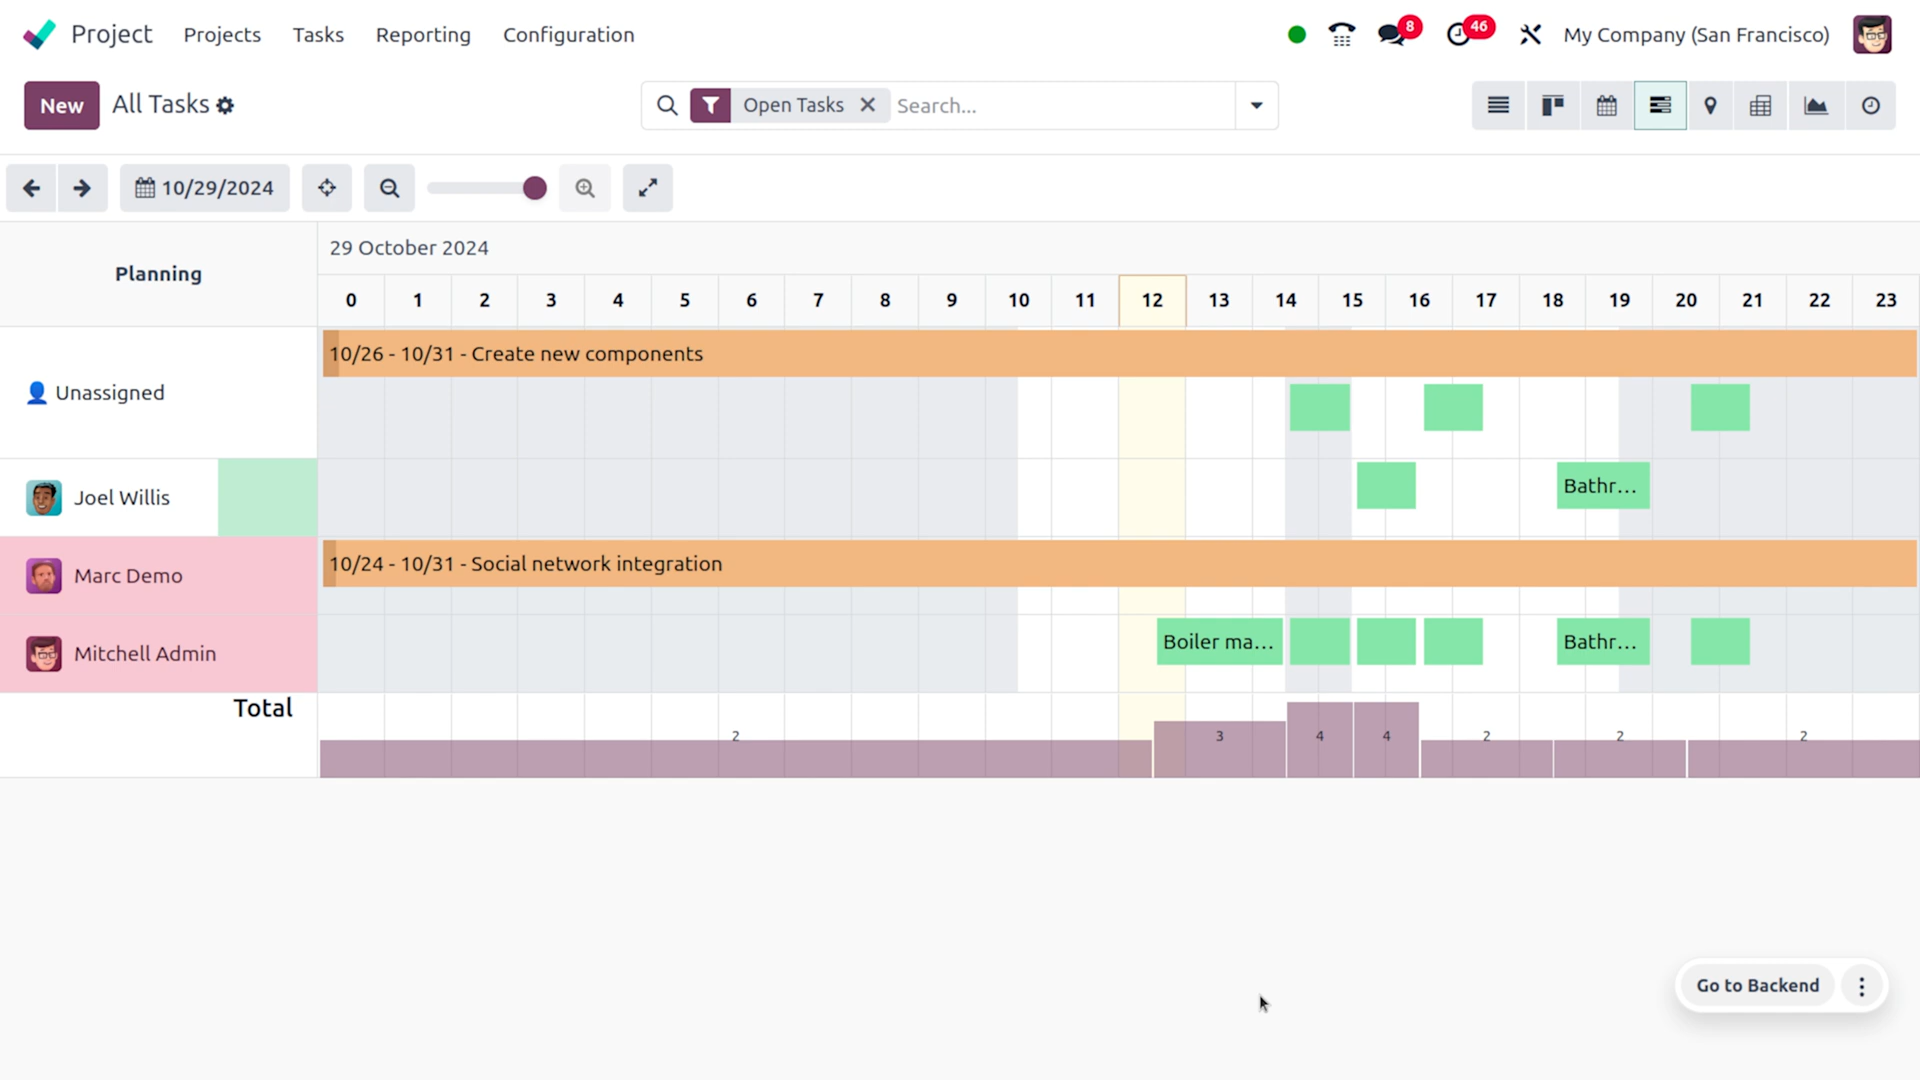 Project Projects Tasks Reporting Configuration 8 46 My Company (San Francisco)
New All Tasks Open Tasks Search...
10/29/2024
Planning
29 October 2024
0 1 2 3 4 5 6 7 8 9 10 11 12 13 14 15 16 17 18 19 20 21 22 23
10/26 - 10/31 - Create new components
Unassigned
Joel Willis Bathr...
10/24 - 10/31 - Social network integration
Marc Demo
Mitchell Admin Boiler ma... Bathr...
Total
2 3 4 4 2 2 2
Go to Backend